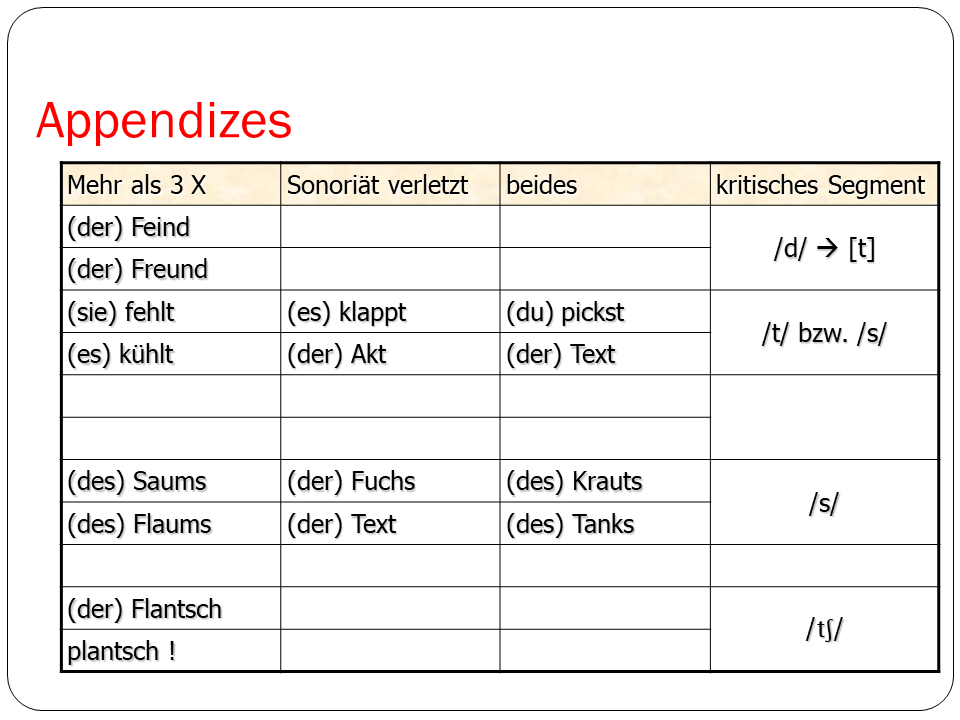 Appendizes
Mehr als 3 X Sonoriät verletzt beides kritisches Segment
(der) Feind
/d/ → [t]
(der) Freund
(sie) fehlt (es) klappt (du) pickst
/t/ bzw. /s/
(es) kühlt (der) Akt (der) Text
(des) Saums (der) Fuchs (des) Krauts
/s/
(des) Flaums (der) Text (des) Tanks
(der) Flantsch
/tʃ/
plantsch !